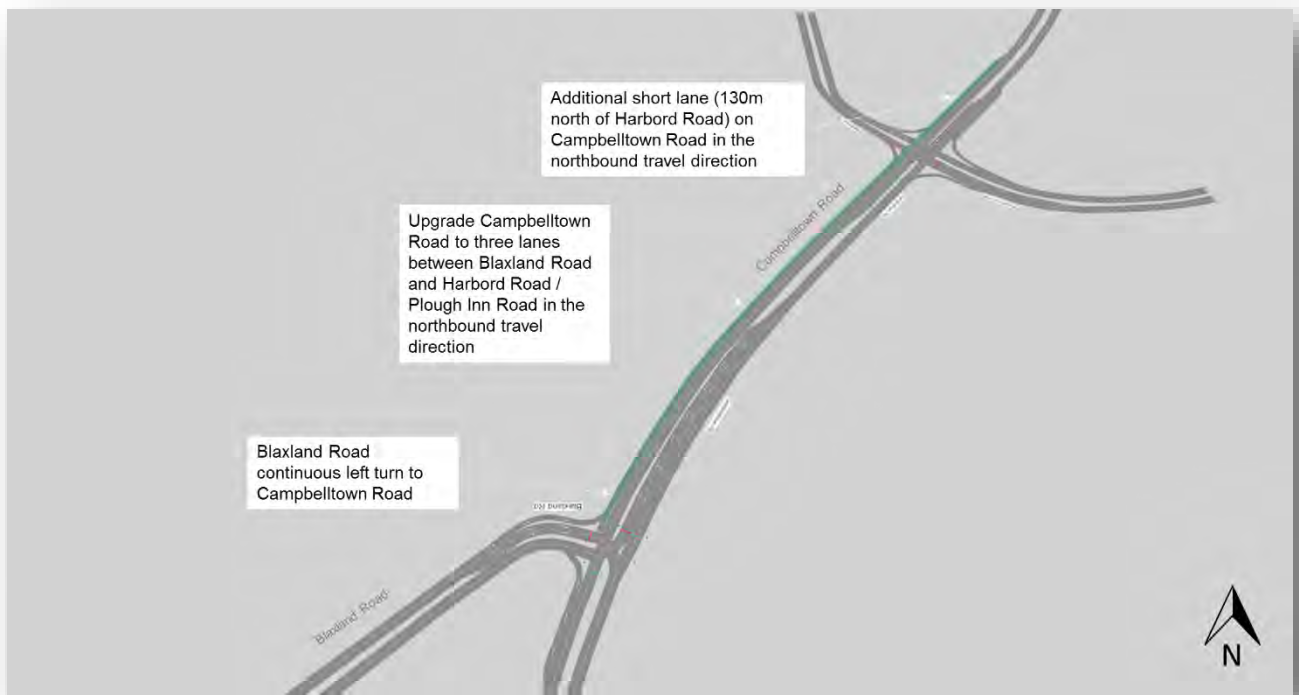 Additional short lane (130m
north of Harbord Road) on
Campbelltown Road in the
northbound travel direction
Upgrade Campbelltown
Road to three lanes
between Blaxland Road
and Harbord Road /
Plough Inn Road in the
northbound travel
direction
Campbelltown Road
Blaxland Road
continuous left turn to
Campbelltown Road
Blaxland Rd
Blaxland Road
N